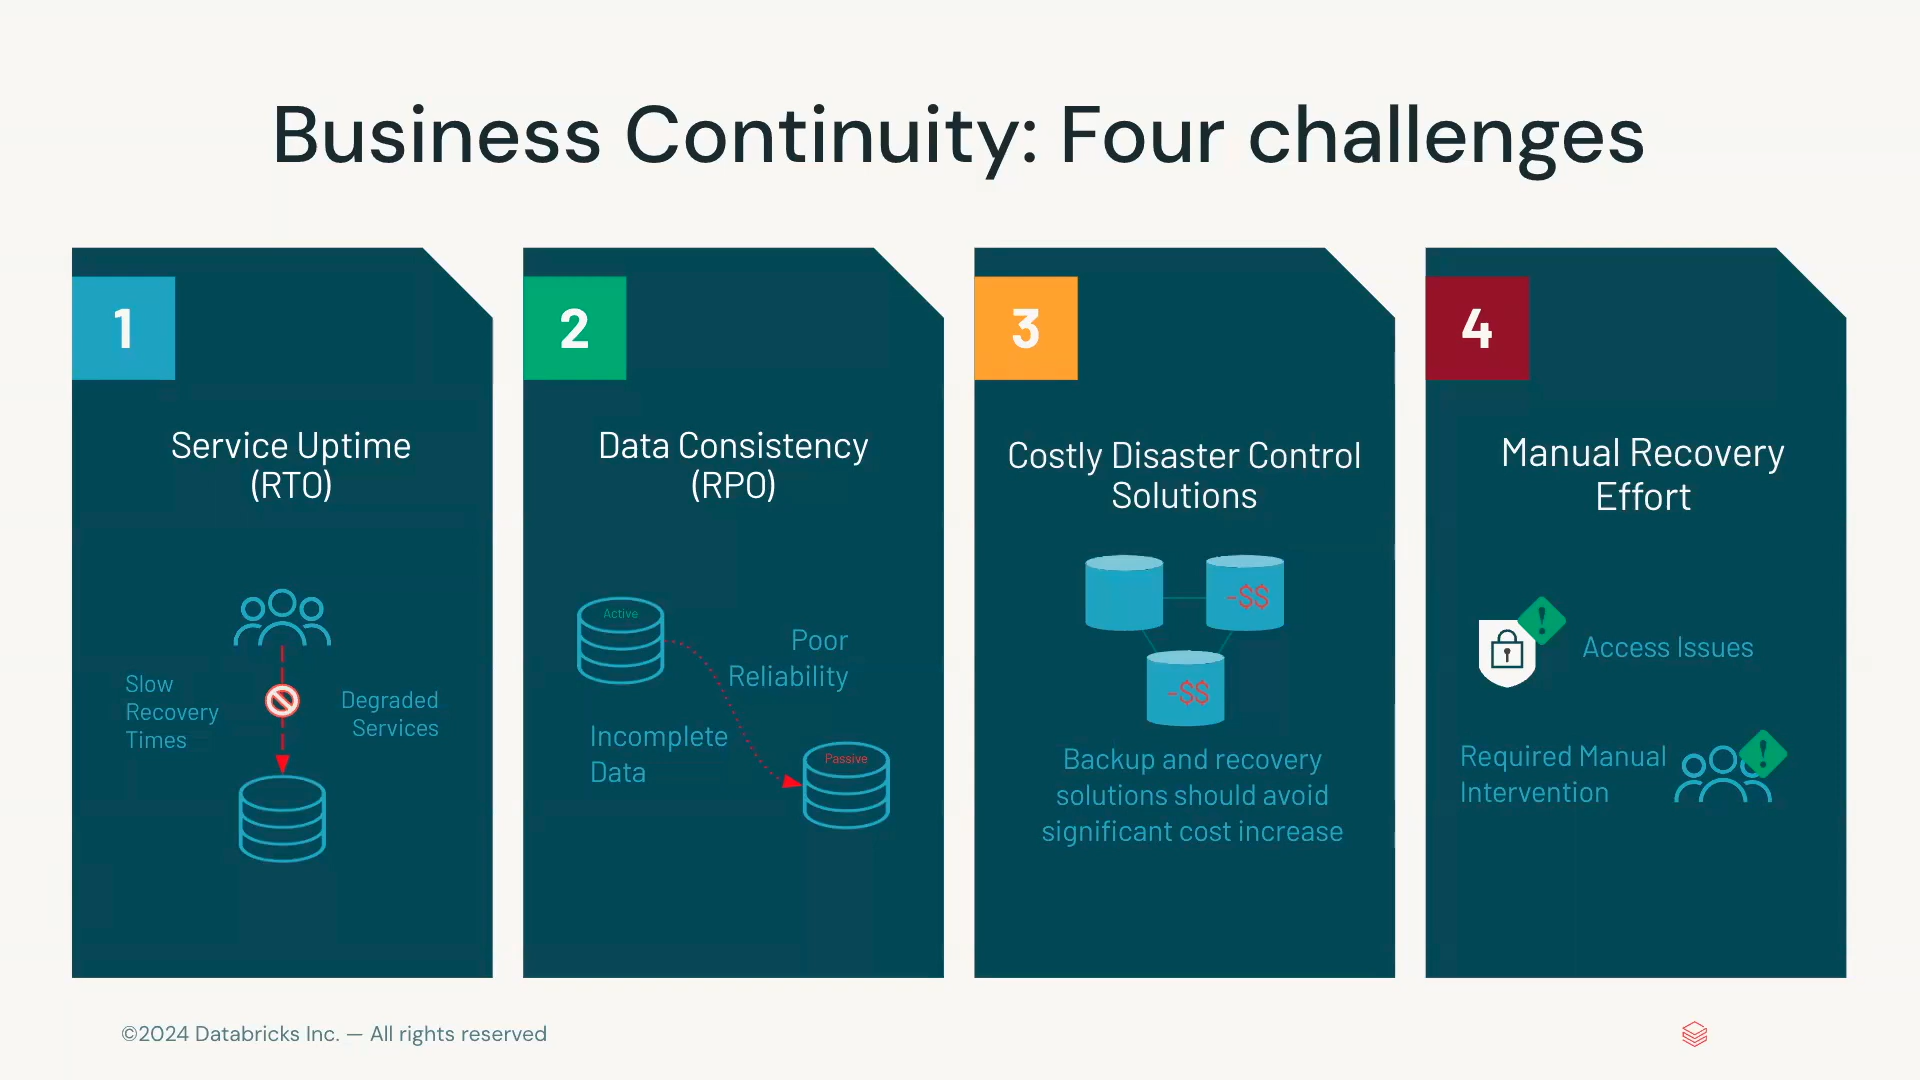 Business Continuity: Four challenges
1
Service Uptime
(RTO)
Slow
Recovery
Times
Degraded
Services
2
Data Consistency
(RPO)
Active
Poor
Reliability
Incomplete
Data
Passive
3
Costly Disaster Control
Solutions
-$$
-$$
Backup and recovery
solutions should avoid
significant cost increase
4
Manual Recovery
Effort
!
Access Issues
Required Manual
Intervention
!
©2024 Databricks Inc. — All rights reserved